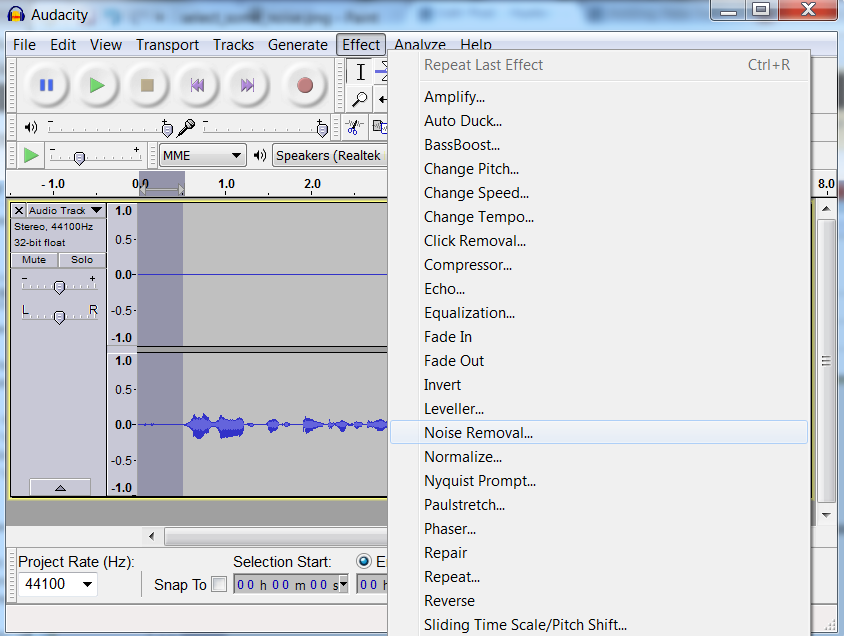 Audacity
File Edit View Transport Tracks Generate Effect Analyze Help
Repeat Last Effect Ctrl+R
Amplify...
Auto Duck...
BassBoost...
Change Pitch...
Change Speed...
Change Tempo...
Click Removal...
Compressor...
Echo...
Equalization...
Fade In
Fade Out
Invert
Leveller...
Noise Removal...
Normalize...
Nyquist Prompt...
Paulstretch...
Phaser...
Repair
Repeat...
Reverse
Sliding Time Scale/Pitch Shift...
MME Speakers (Realtek
- 1.0 0.0 1.0 2.0 8.0
Audio Track
Stereo, 44100Hz
32-bit float
Mute Solo
L R
1.0
0.5
0.0
-0.5
-1.0
1.0
0.5
0.0
-0.5
-1.0
Project Rate (Hz): Selection Start:
44100 Snap To 00 h 00 m 00 s 00 h